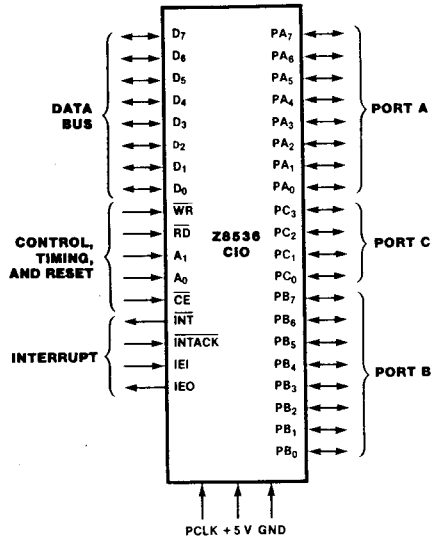 D7
D6
D5
D4
D3
D2
D1
D0
WR
RD
A1
A0
CE
INT
INTACK
IEI
IEO
DATA
BUS
CONTROL,
TIMING,
AND RESET
INTERRUPT
Z8536
CIO
PA7
PA6
PA5
PA4
PA3
PA2
PA1
PA0
PC3
PC2
PC1
PC0
PB7
PB6
PB5
PB4
PB3
PB2
PB1
PB0
PORT A
PORT C
PORT B
PCLK +5 V GND